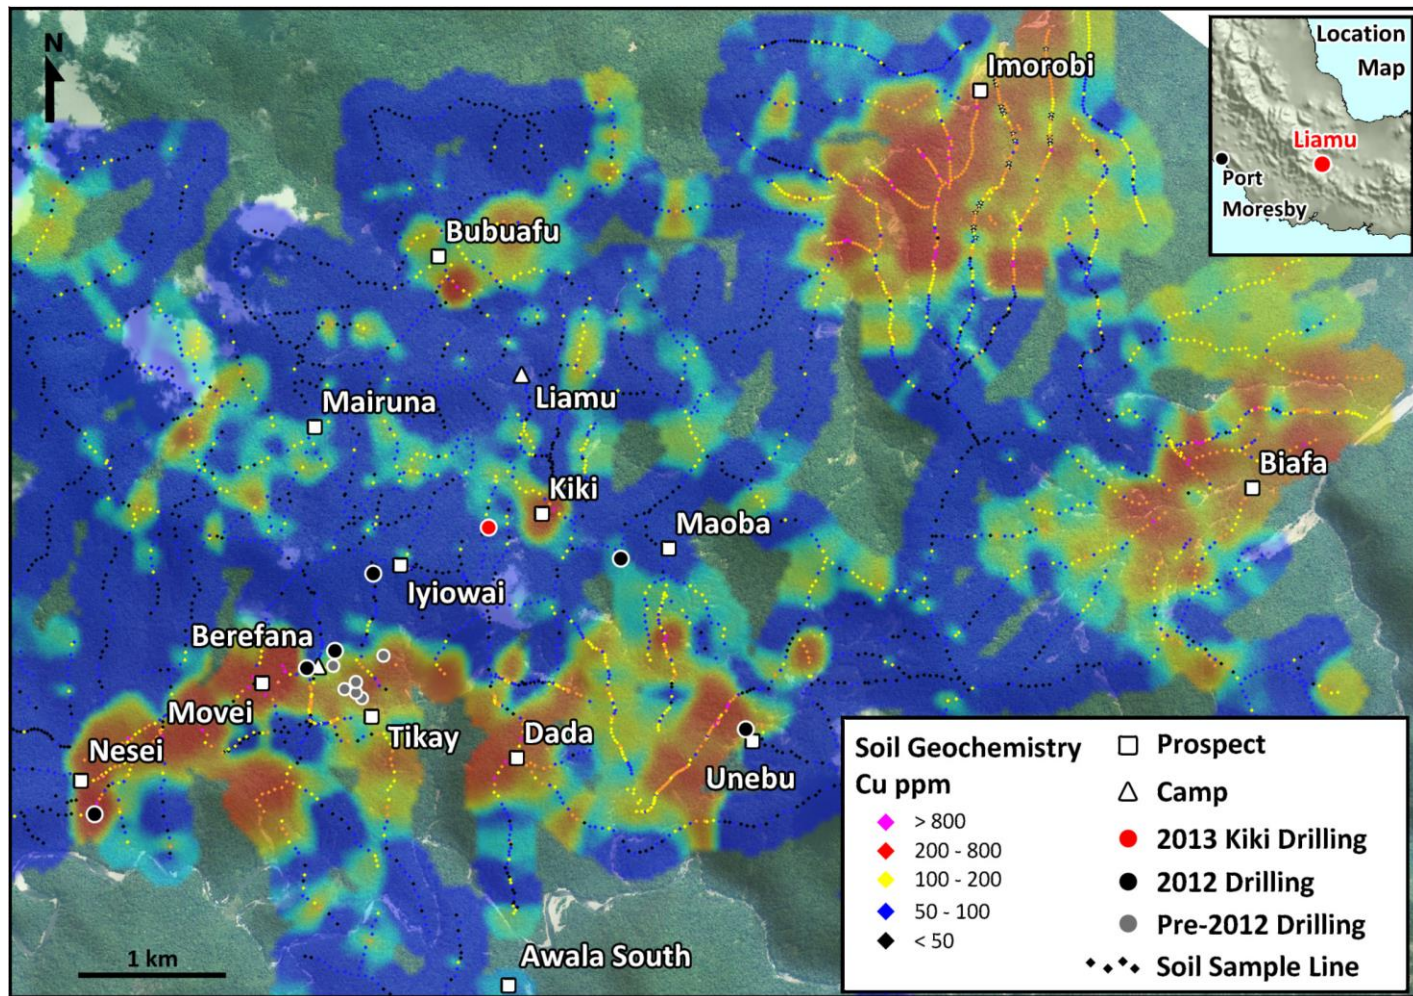 N
Imorobi
Location
Map
Liamu
Port
Moresby
Bubuafu
Mairuna
Liamu
Kiki
Biafa
Maoba
Iyiowai
Berefana
Movei
Nesei
Tikay
Dada
Unebu
Awala South
1 km
Soil Geochemistry
Cu ppm
> 800
200 - 800
100 - 200
50 - 100
< 50
Prospect
Camp
2013 Kiki Drilling
2012 Drilling
Pre-2012 Drilling
Soil Sample Line